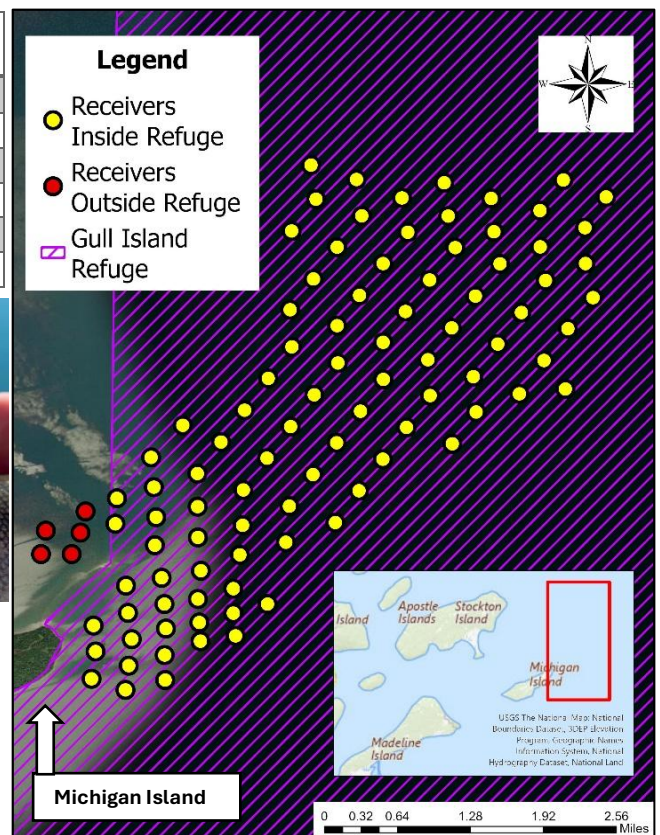 Legend
Receivers
Inside Refuge
Receivers
Outside Refuge
Gull Island
Refuge
N
W
E
S
Island
Apostle
Islands
Stockton
Island
Michigan
Island
Madeline
Island
USGS The National Map: National
Boundaries Dataset, 3DEP Elevation
Program, Geographic Names
Information System, National
Hydrography Dataset, National Land
Michigan Island
0 0.32 0.64 1.28 1.92 2.56
Miles